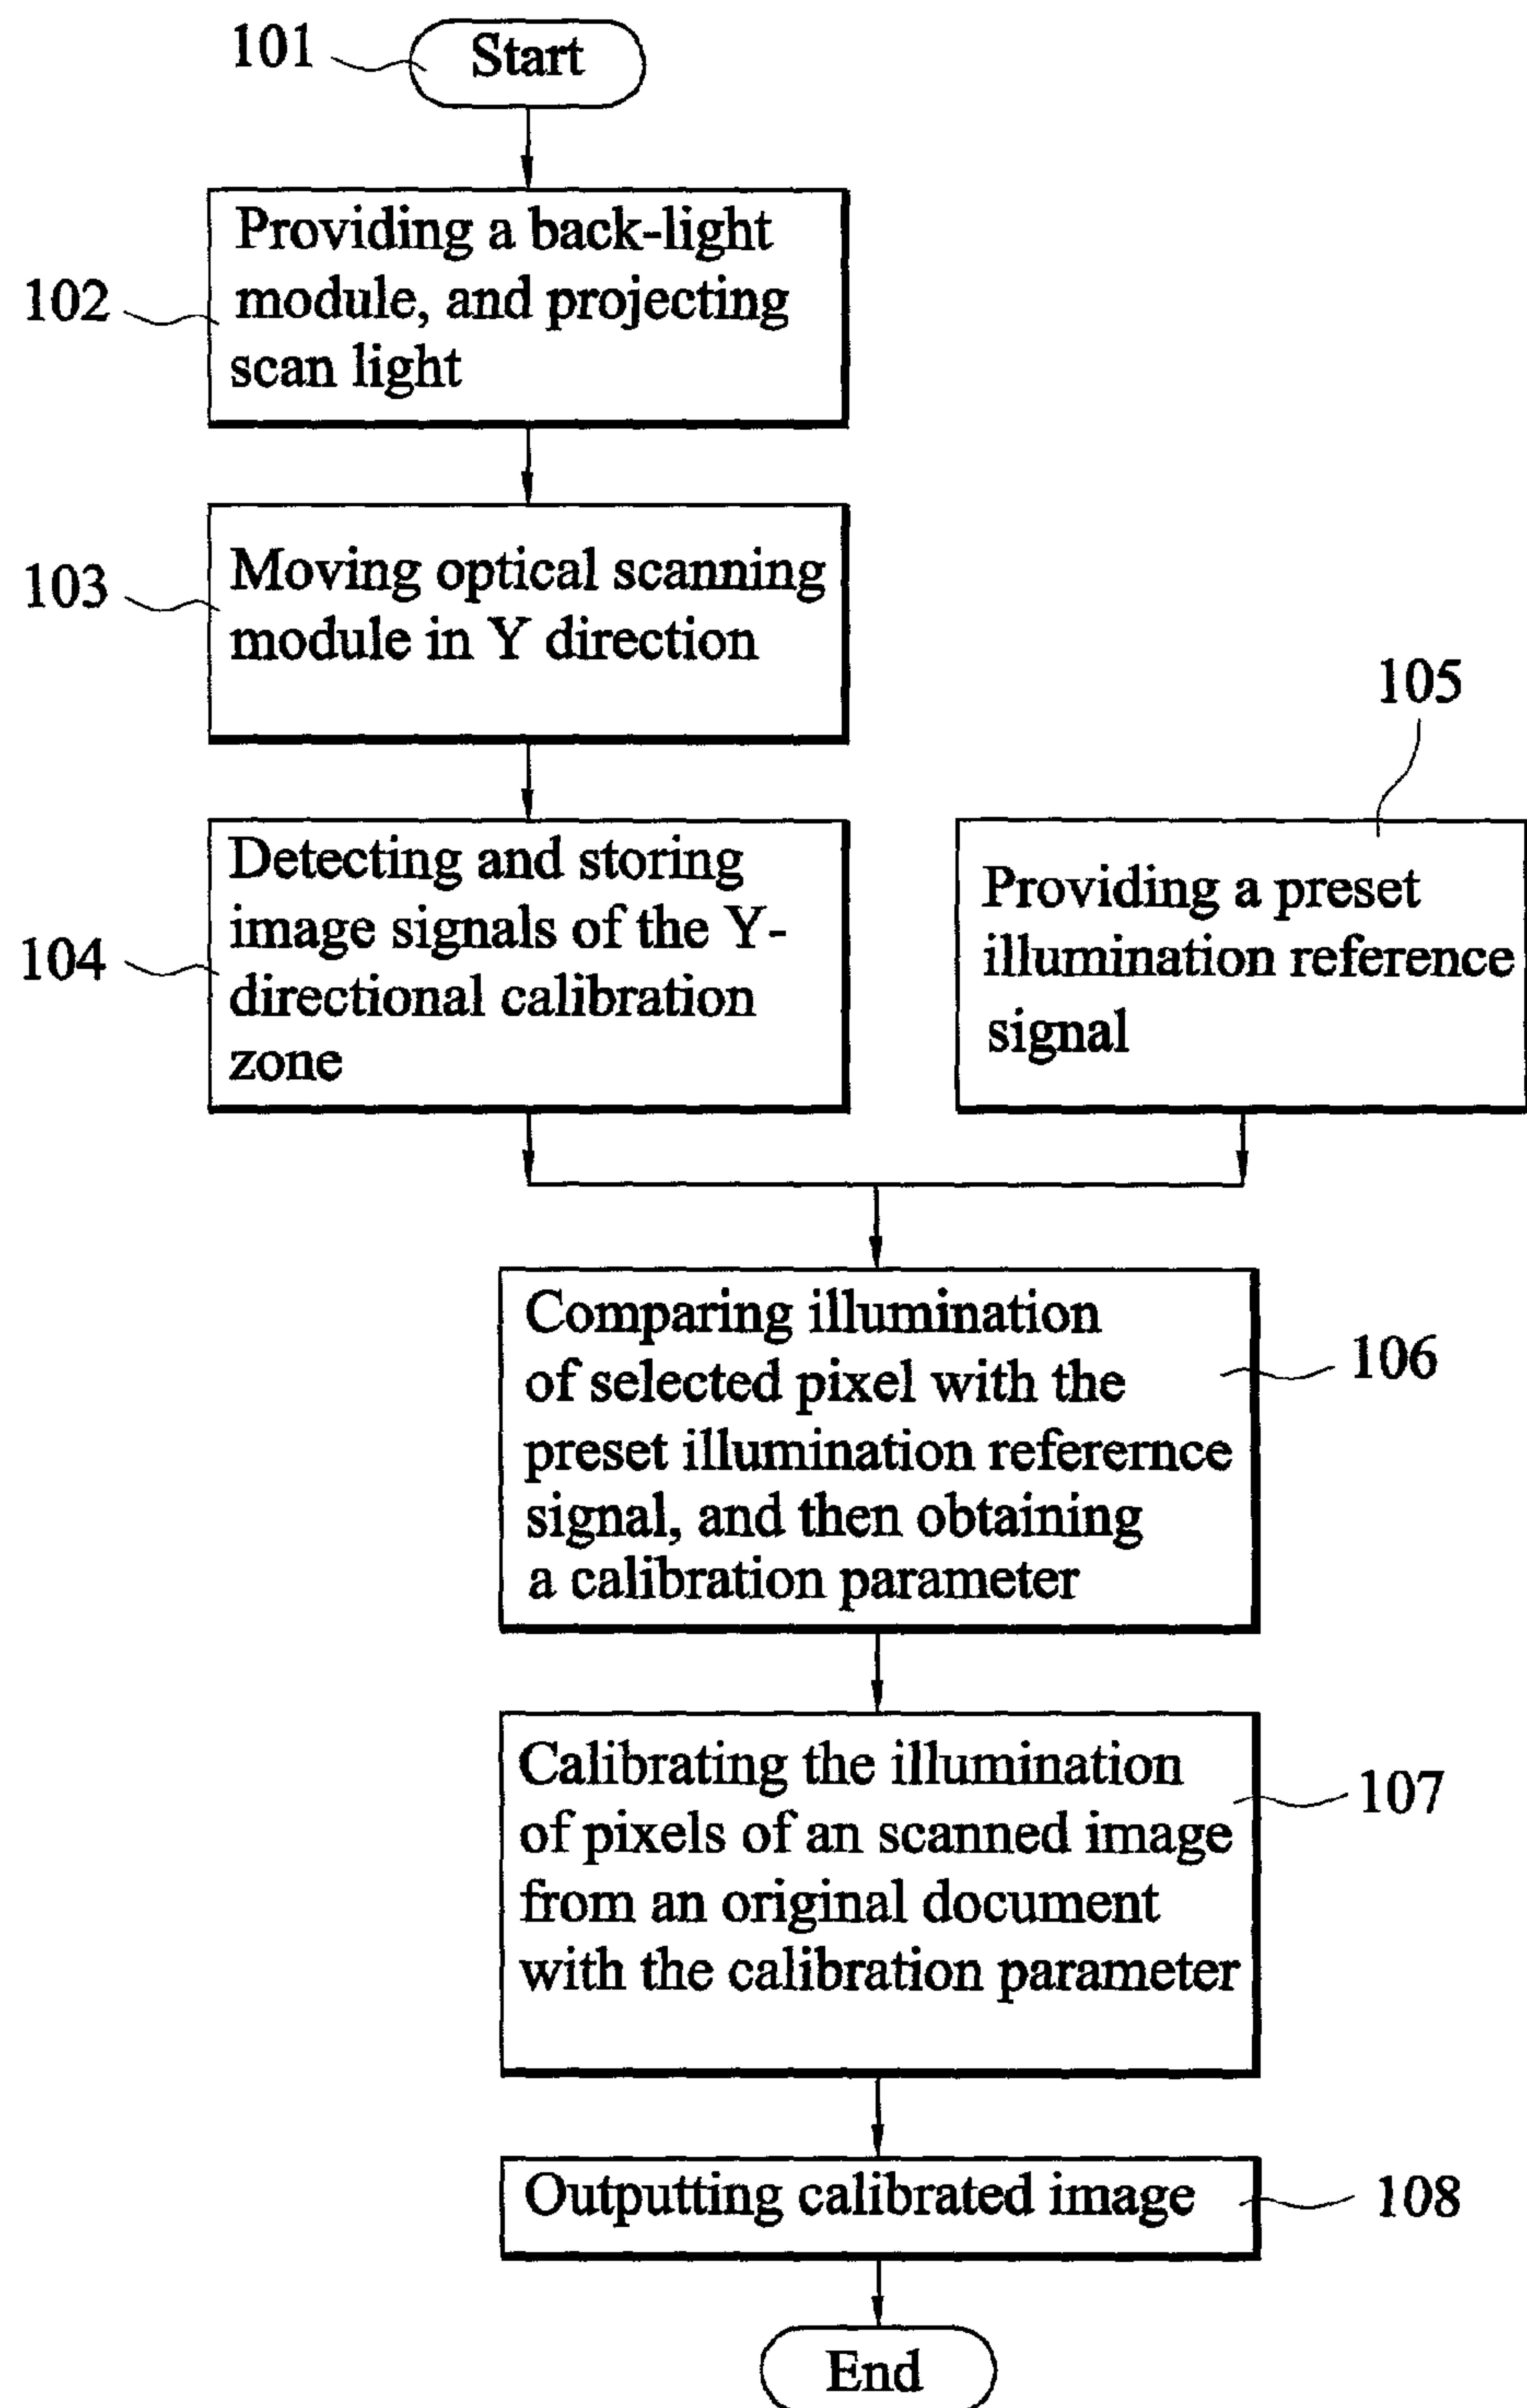 101
Start
102
Providing a back-light
module, and projecting
scan light
103
Moving optical scanning
module in Y direction
104
Detecting and storing
image signals of the Y-
directional calibration
zone
105
Providing a preset
illumination reference
signal
Comparing illumination
of selected pixel with the
preset illumination referernce
signal, and then obtaining
a calibration parameter
106
Calibrating the illumination
of pixels of an scanned image
from an original document
with the calibration parameter
107
Outputting calibrated image
108
End